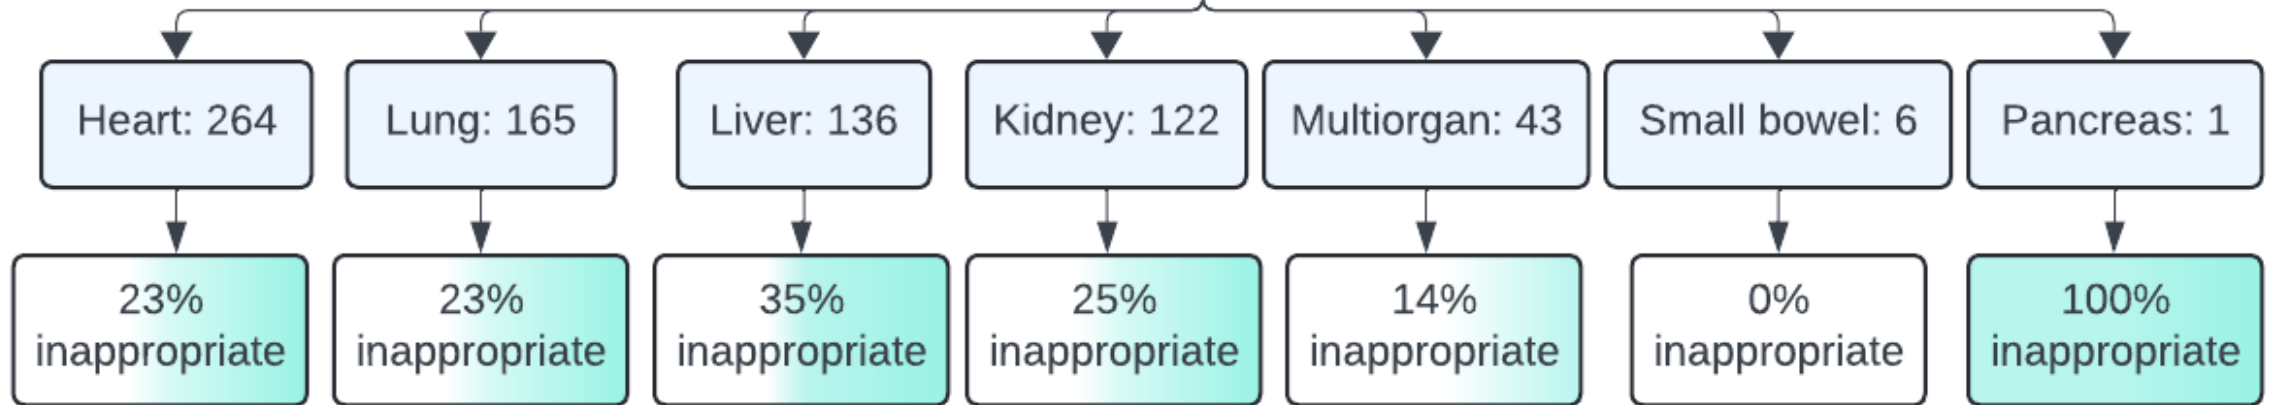 Heart: 264
Lung: 165
Liver: 136
Kidney: 122
Multiorgan: 43
Small bowel: 6
Pancreas: 1
23%
inappropriate
23%
inappropriate
35%
inappropriate
25%
inappropriate
14%
inappropriate
0%
inappropriate
100%
inappropriate